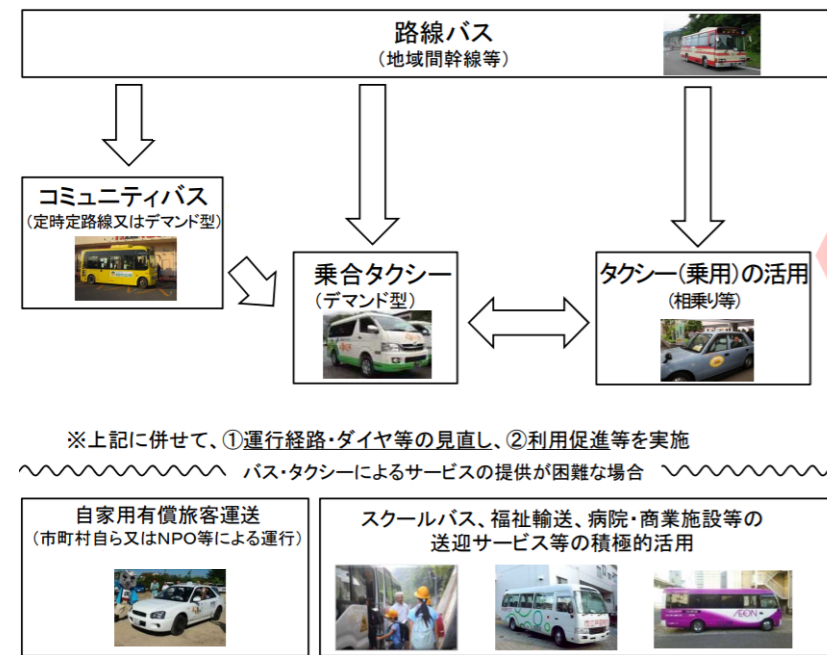 路線バス
(地域間幹線等)
コミュニティバス
(定時定路線又はデマンド型)
乗合タクシー
(デマンド型)
タクシー(乗用)の活用
(相乗り等)
※上記に併せて、①運行経路・ダイヤ等の見直し、②利用促進等を実施
バス・タクシーによるサービスの提供が困難な場合
自家用有償旅客運送
(市町村自ら又はNPO等による運行)
スクールバス、福祉輸送、病院・商業施設等の
送迎サービス等の積極的活用
ÆON